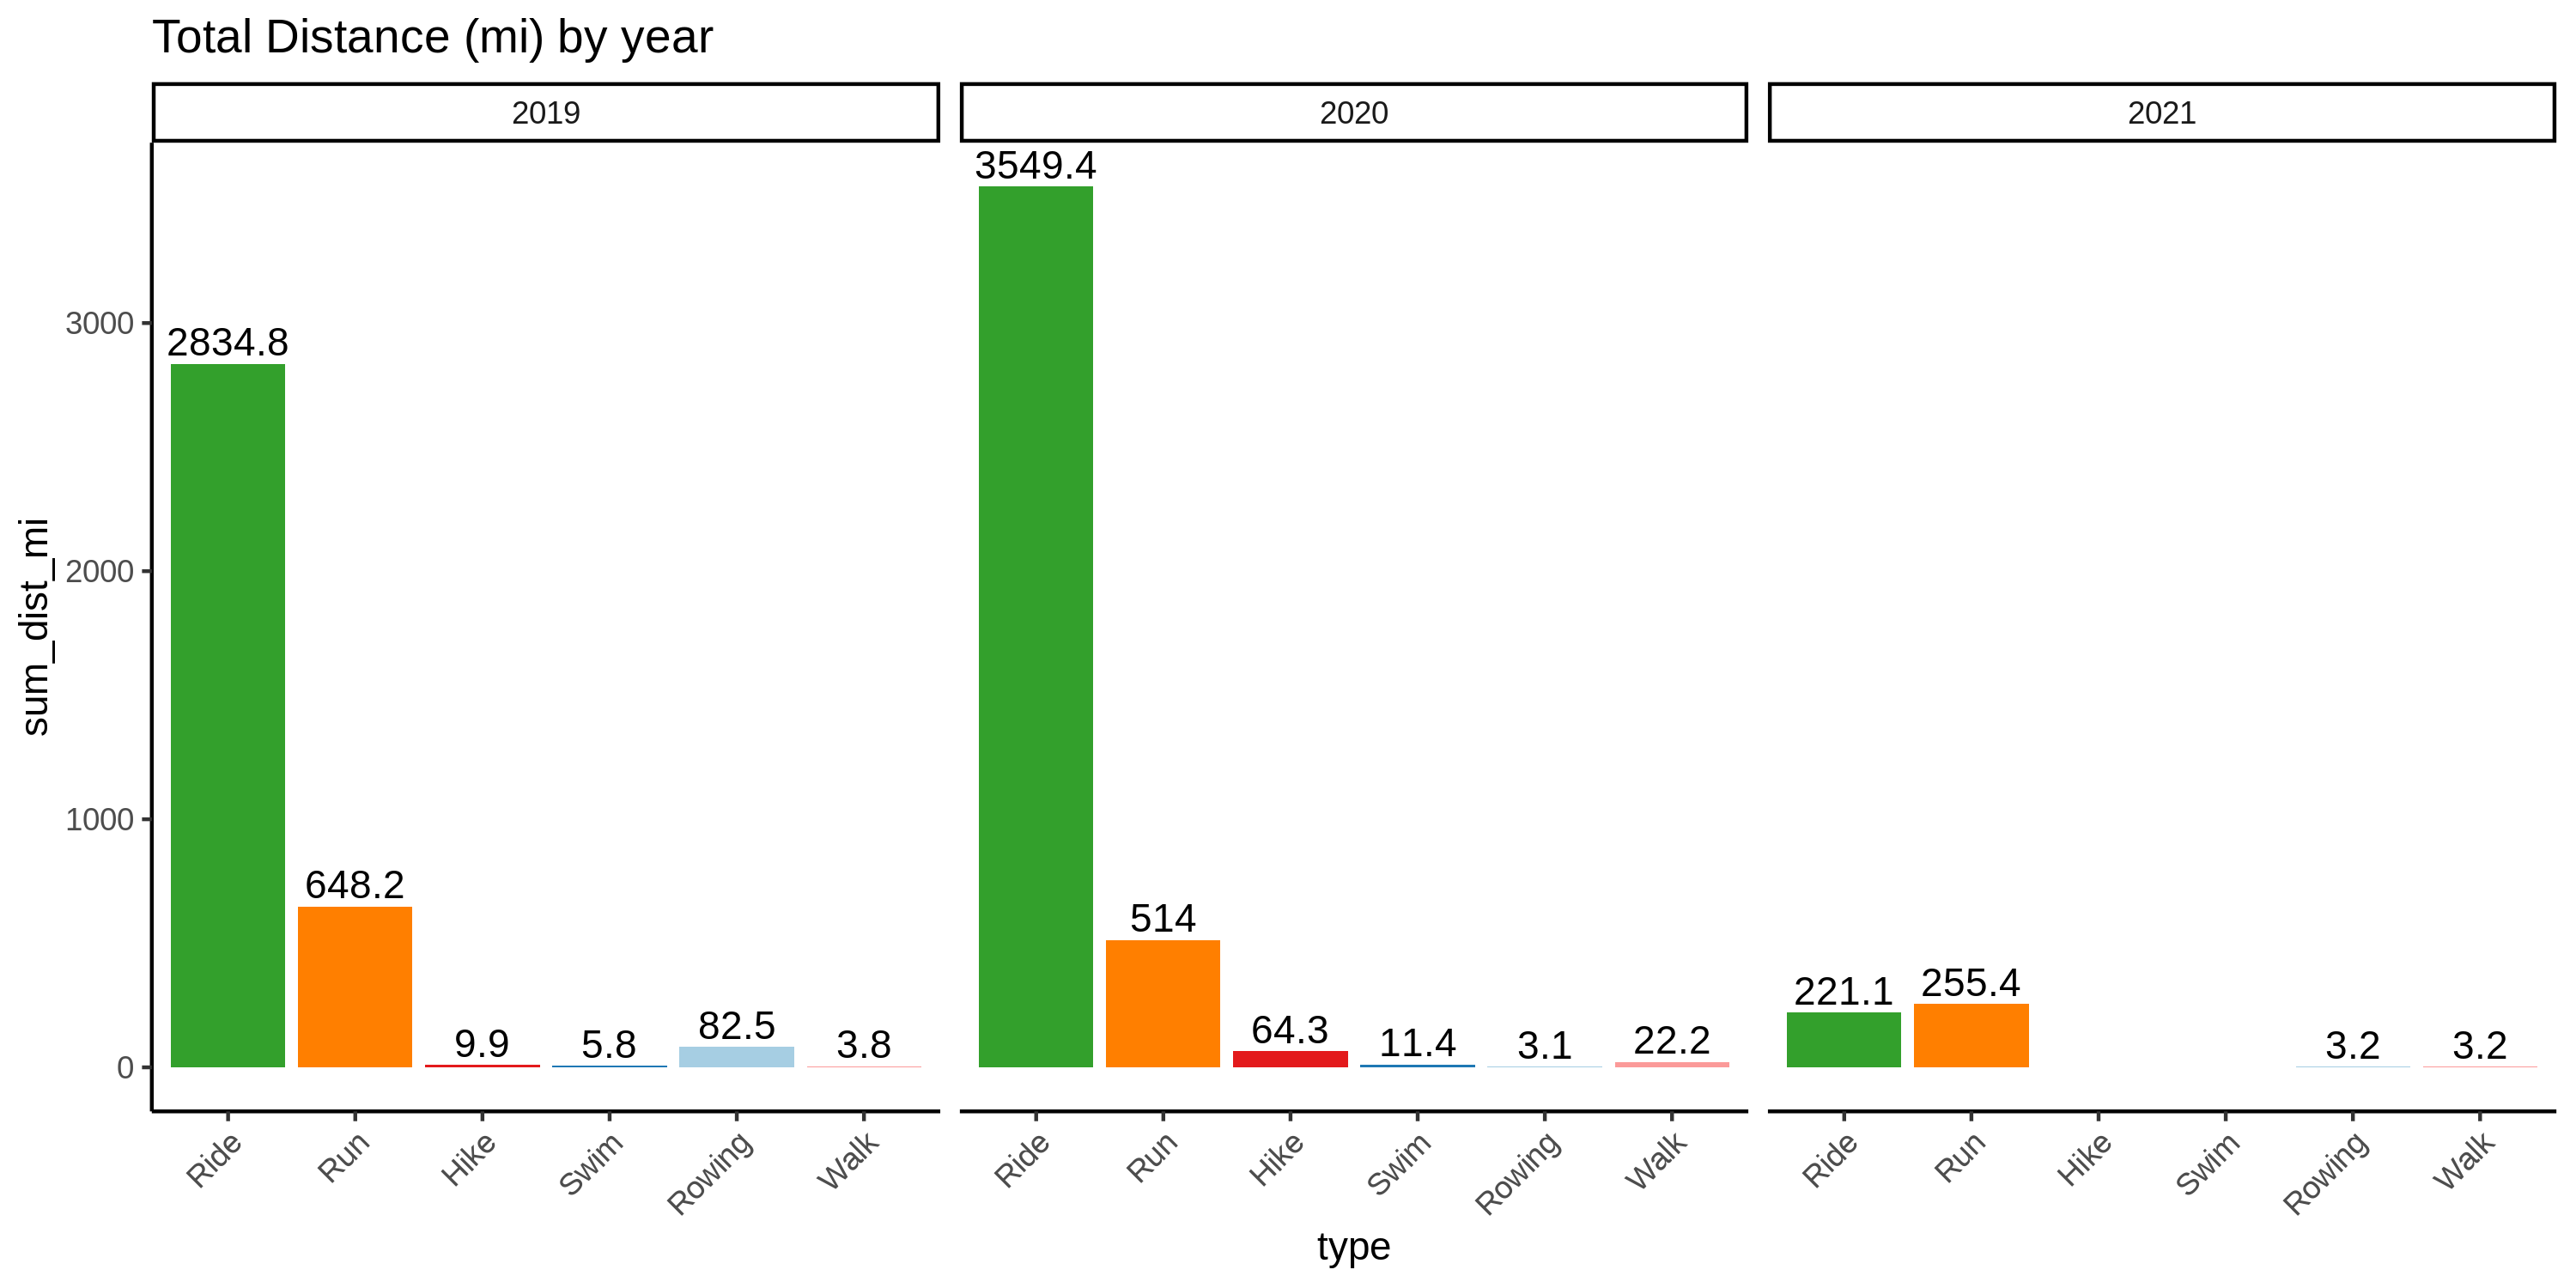 Total Distance (mi) by year
2019 2020 2021
sum_dist_mi
3000
2000
1000
0
2834.8 648.2 9.9 5.8 82.5 3.8
3549.4 514 64.3 11.4 3.1 22.2
221.1 255.4 3.2 3.2
Ride Run Hike Swim Rowing Walk
Ride Run Hike Swim Rowing Walk
Ride Run Hike Swim Rowing Walk
type